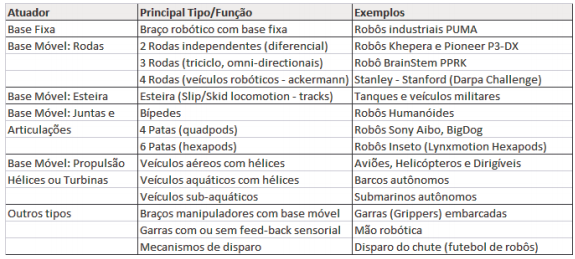 Atuador Principal Tipo/Função Exemplos
Base Fixa Braço robótico com base fixa Robôs industriais PUMA
Base Móvel: Rodas 2 Rodas independentes (diferencial) Robôs Khepera e Pioneer P3-DX
3 Rodas (triciclo, omni-directionais) Robô BrainStem PPRK
4 Rodas (veículos robóticos - ackermann) Stanley - Stanford (Darpa Challenge)
Base Móvel: Esteira Esteira (Slip/Skid locomotion - tracks) Tanques e veículos militares
Base Móvel: Juntas e Bípedes Robôs Humanóides
Articulações 4 Patas (quadpods) Robôs Sony Aibo, BigDog
6 Patas (hexapods) Robôs Inseto (Lynxmotion Hexapods)
Base Móvel: Propulsão Veículos aéreos com hélices Aviões, Helicópteros e Dirigíveis
Hélices ou Turbinas Veículos aquáticos com hélices Barcos autônomos
Veículos sub-aquáticos Submarinos autônomos
Outros tipos Braços manipuladores com base móvel Garras (Grippers) embarcadas
Garras com ou sem feed-back sensorial Mão robótica
Mecanismos de disparo Disparo do chute (futebol de robôs)